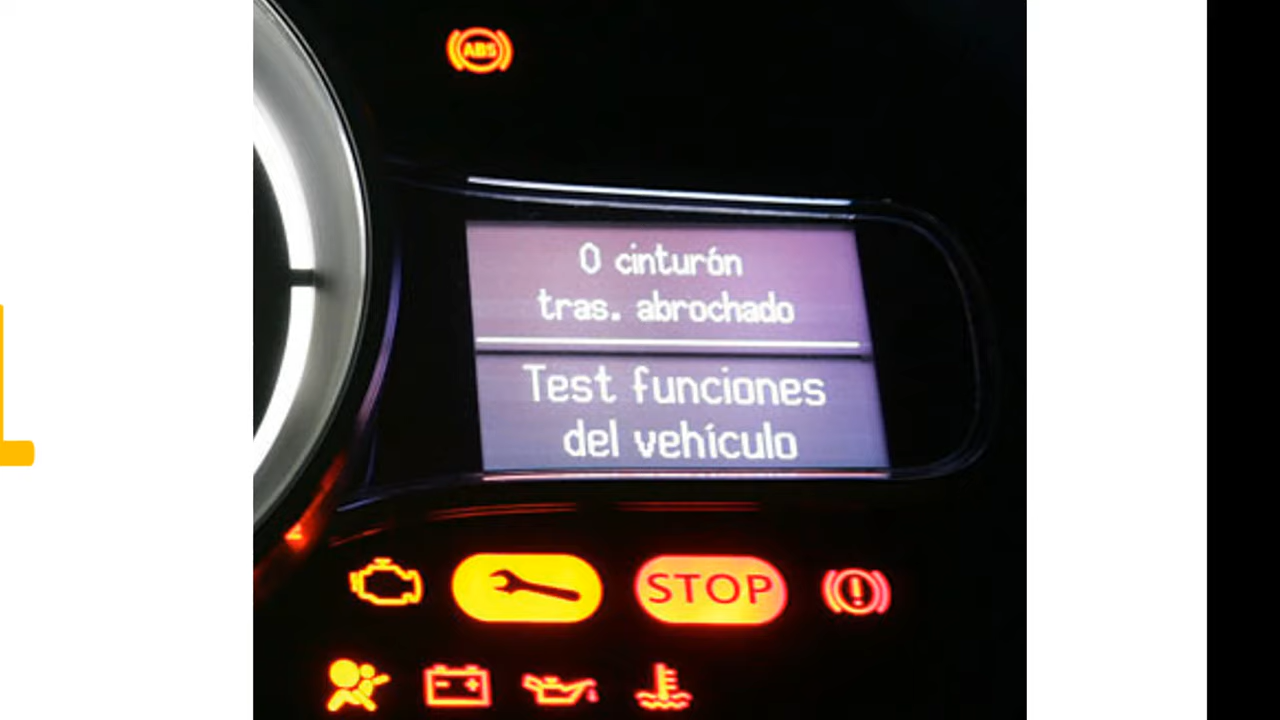 ABS
0 cinturón
tras. abrochado
Test funciones
del vehículo
STOP